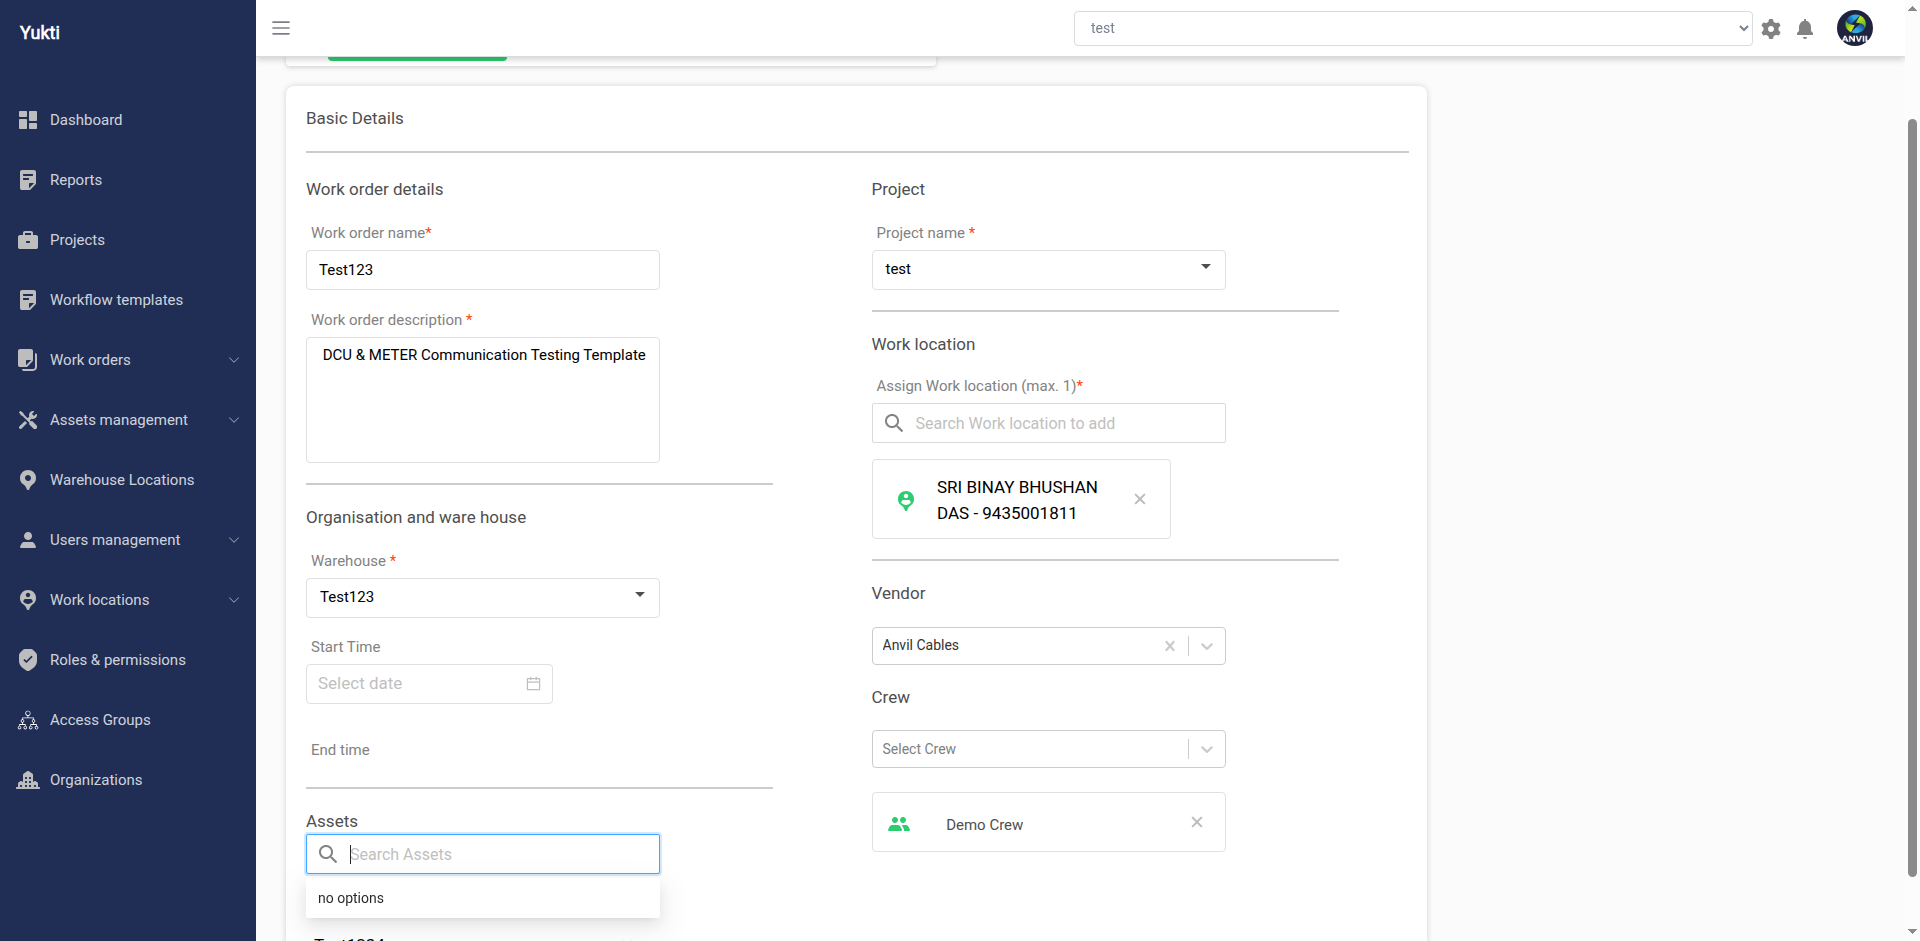 Yukti
test
ANVIL
Dashboard
Reports
Projects
Workflow templates
Work orders
Assets management
Warehouse Locations
Users management
Work locations
Roles & permissions
Access Groups
Organizations
Basic Details
Work order details
Work order name*
Test123
Work order description *
DCU & METER Communication Testing Template
Organisation and ware house
Warehouse *
Test123
Start Time
Select date
End time
Assets
Search Assets
no options
Project
Project name *
test
Work location
Assign Work location (max. 1)*
Search Work location to add
SRI BINAY BHUSHAN
DAS - 9435001811
Vendor
Anvil Cables
Crew
Select Crew
Demo Crew